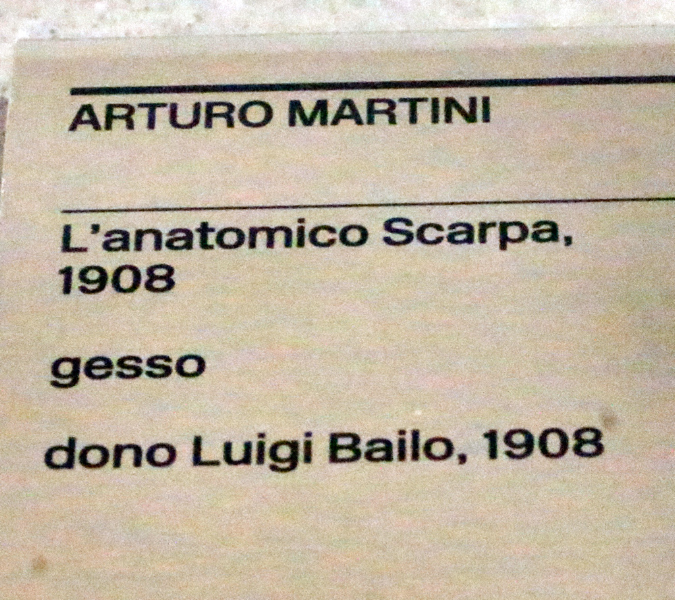 ARTURO MARTINI
L'anatomico Scarpa,
1908
gesso
dono Luigi Bailo, 1908